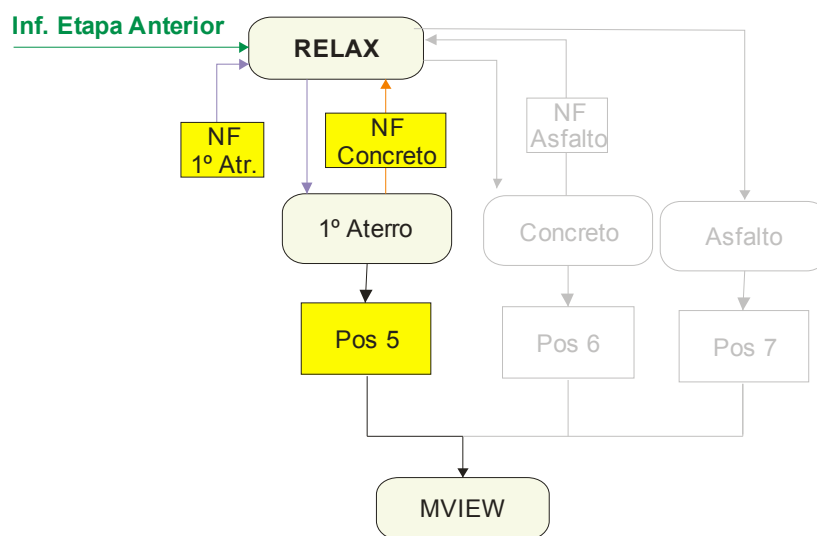 Inf. Etapa Anterior
RELAX
NF
1º Atr.
NF
Concreto
NF
Asfalto
1º Aterro
Concreto
Asfalto
Pos 5
Pos 6
Pos 7
MVIEW